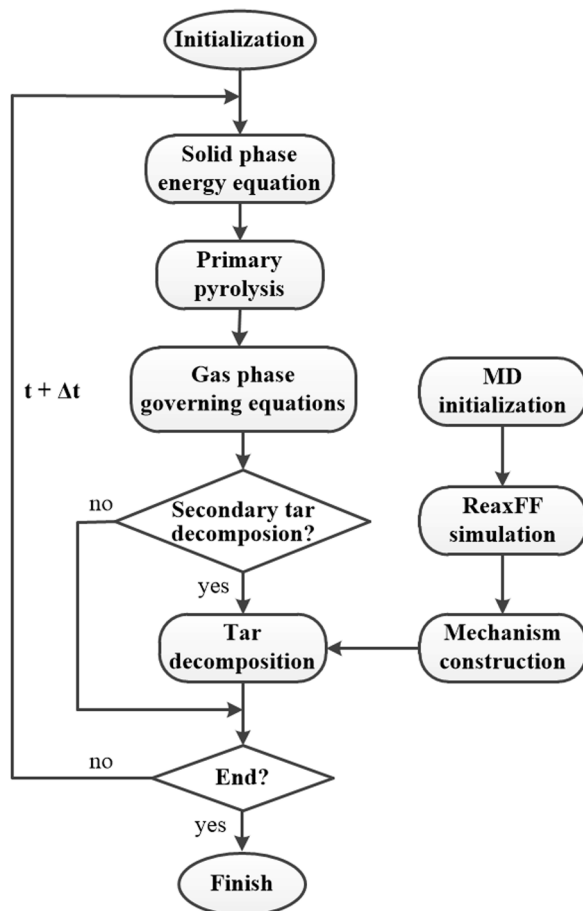 Initialization
Solid phase
energy equation
Primary
pyrolysis
Gas phase
governing equations
t + Δt
MD
initialization
no
Secondary tar
decomposion?
ReaxFF
simulation
yes
Tar
decomposition
Mechanism
construction
no
End?
yes
Finish